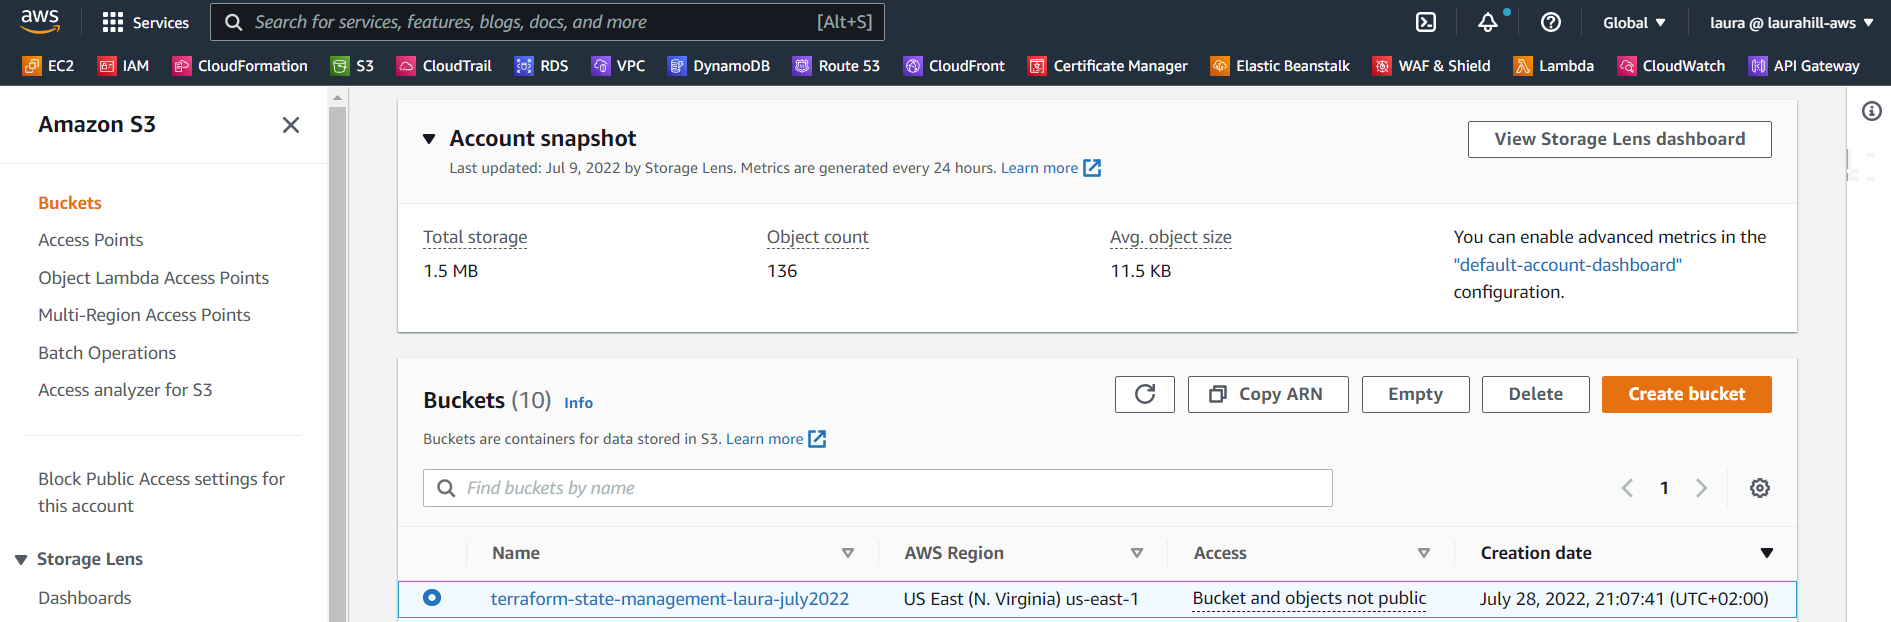 aws
Services
Search for services, features, blogs, docs, and more [Alt+S]
Global
laura @ laurahill-aws
EC2 IAM CloudFormation S3 CloudTrail RDS VPC DynamoDB Route 53 CloudFront Certificate Manager Elastic Beanstalk WAF & Shield Lambda CloudWatch API Gateway
Amazon S3
Buckets
Access Points
Object Lambda Access Points
Multi-Region Access Points
Batch Operations
Access analyzer for S3
Block Public Access settings for
this account
Storage Lens
Dashboards
Account snapshot
View Storage Lens dashboard
Last updated: Jul 9, 2022 by Storage Lens. Metrics are generated every 24 hours. Learn more
Total storage
1.5 MB
Object count
136
Avg. object size
11.5 KB
You can enable advanced metrics in the
"default-account-dashboard"
configuration.
Buckets (10) Info
Copy ARN
Empty
Delete
Create bucket
Buckets are containers for data stored in S3. Learn more
Find buckets by name
1
Name AWS Region Access Creation date
terraform-state-management-laura-july2022 US East (N. Virginia) us-east-1 Bucket and objects not public July 28, 2022, 21:07:41 (UTC+02:00)